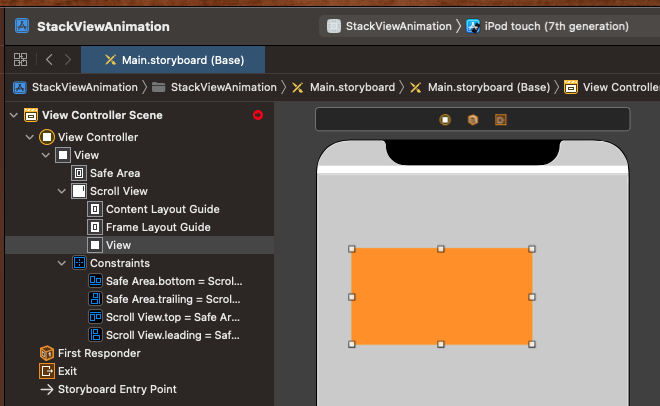 StackViewAnimation
StackViewAnimation 〉 iPod touch (7th generation)
Main.storyboard (Base)
StackViewAnimation 〉 StackViewAnimation 〉 Main.storyboard 〉 Main.storyboard (Base) 〉 View Controlle
View Controller Scene
View Controller
View
Safe Area
Scroll View
Content Layout Guide
Frame Layout Guide
View
Constraints
Safe Area.bottom = Scrol...
Safe Area.trailing = Scrol...
Scroll View.top = Safe Ar...
Scroll View.leading = Saf...
First Responder
Exit
Storyboard Entry Point